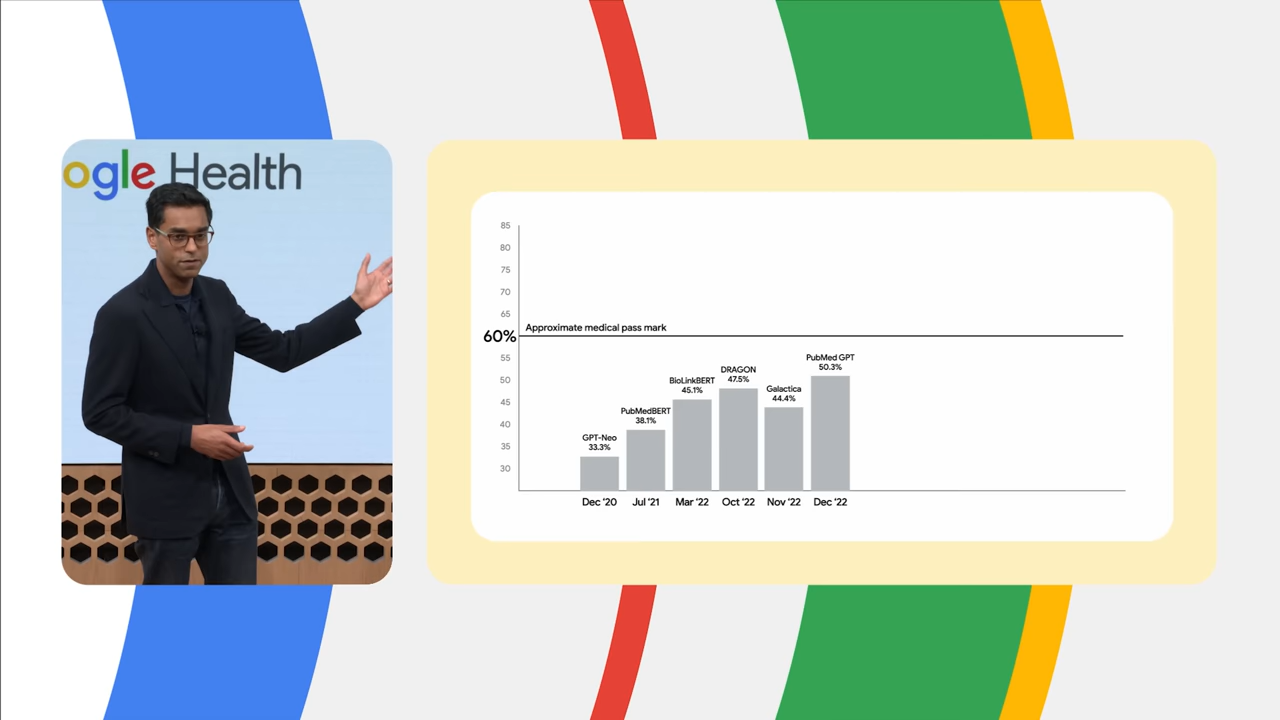 ogle Health
85
80
75
70
65
60%
55
50
45
40
35
30
Approximate medical pass mark
GPT-Neo
33.3%
PubMedBERT
38.1%
BioLinkBERT
45.1%
DRAGON
47.5%
Galactica
44.4%
PubMed GPT
50.3%
Dec '20
Jul '21
Mar '22
Oct '22
Nov '22
Dec '22